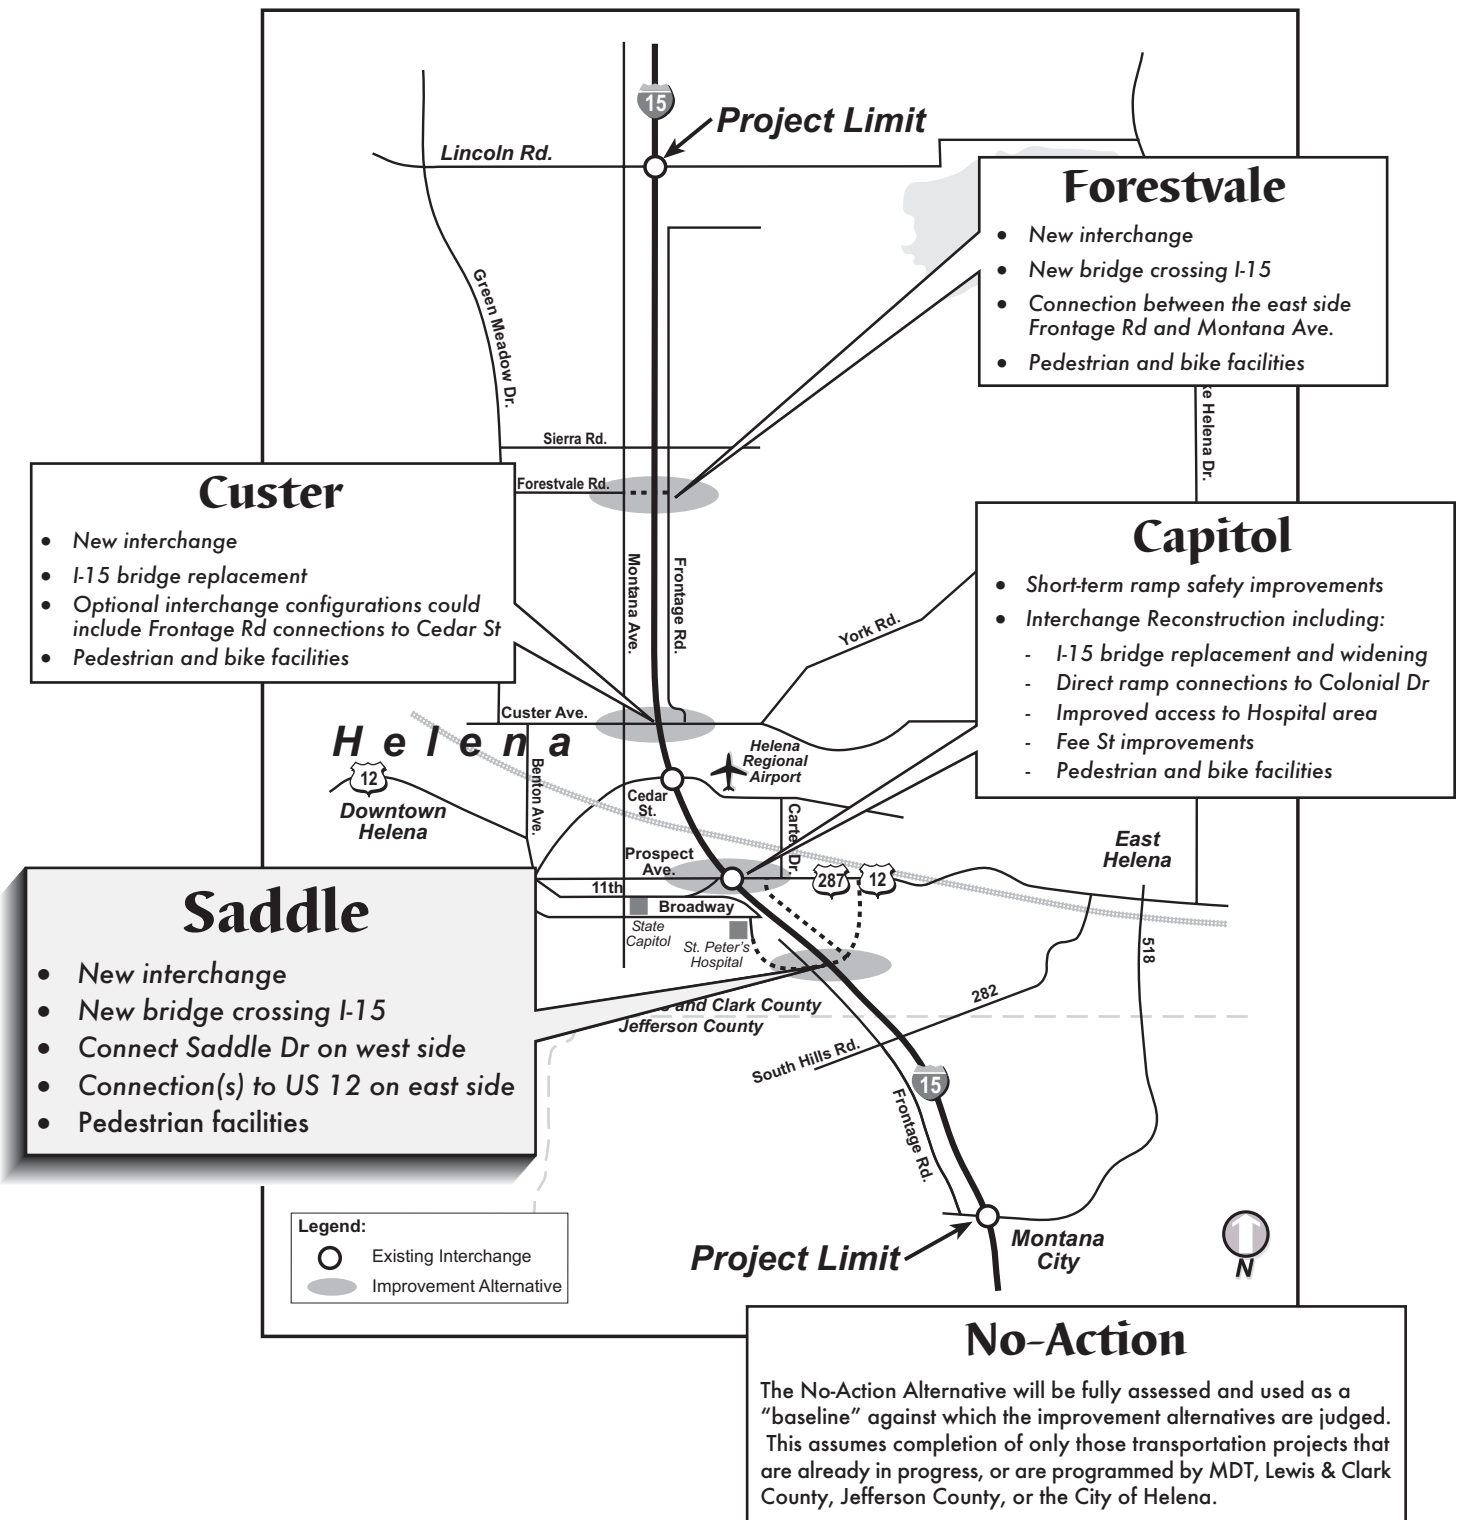 15
Project Limit
Lincoln Rd.
Forestvale
• New interchange
• New bridge crossing I-15
• Connection between the east side
Frontage Rd and Montana Ave.
• Pedestrian and bike facilities
Green Meadow Dr.
Helena Dr.
Sierra Rd.
Forestvale Rd.
Custer
• New interchange
• I-15 bridge replacement
• Optional interchange configurations could
include Frontage Rd connections to Cedar St
• Pedestrian and bike facilities
Montana Ave.
Frontage Rd.
York Rd.
Capitol
• Short-term ramp safety improvements
• Interchange Reconstruction including:
- I-15 bridge replacement and widening
- Direct ramp connections to Colonial Dr
- Improved access to Hospital area
- Fee St improvements
- Pedestrian and bike facilities
Custer Ave.
Helena
12
Downtown
Helena
Benton Ave.
Helena
Regional
Airport
Cedar
St.
Carter Dr.
Prospect
Ave.
East
Helena
287
12
11th
Broadway
State
Capitol
St. Peter's
Hospital
518
282
Saddle
• New interchange
• New bridge crossing I-15
• Connect Saddle Dr on west side
• Connection(s) to US 12 on east side
• Pedestrian facilities
and Clark County
Jefferson County
South Hills Rd.
15
Frontage Rd.
Legend:
Existing Interchange
Improvement Alternative
Project Limit
Montana
City
N
No-Action
The No-Action Alternative will be fully assessed and used as a
“baseline” against which the improvement alternatives are judged.
This assumes completion of only those transportation projects that
are already in progress, or are programmed by MDT, Lewis & Clark
County, Jefferson County, or the City of Helena.